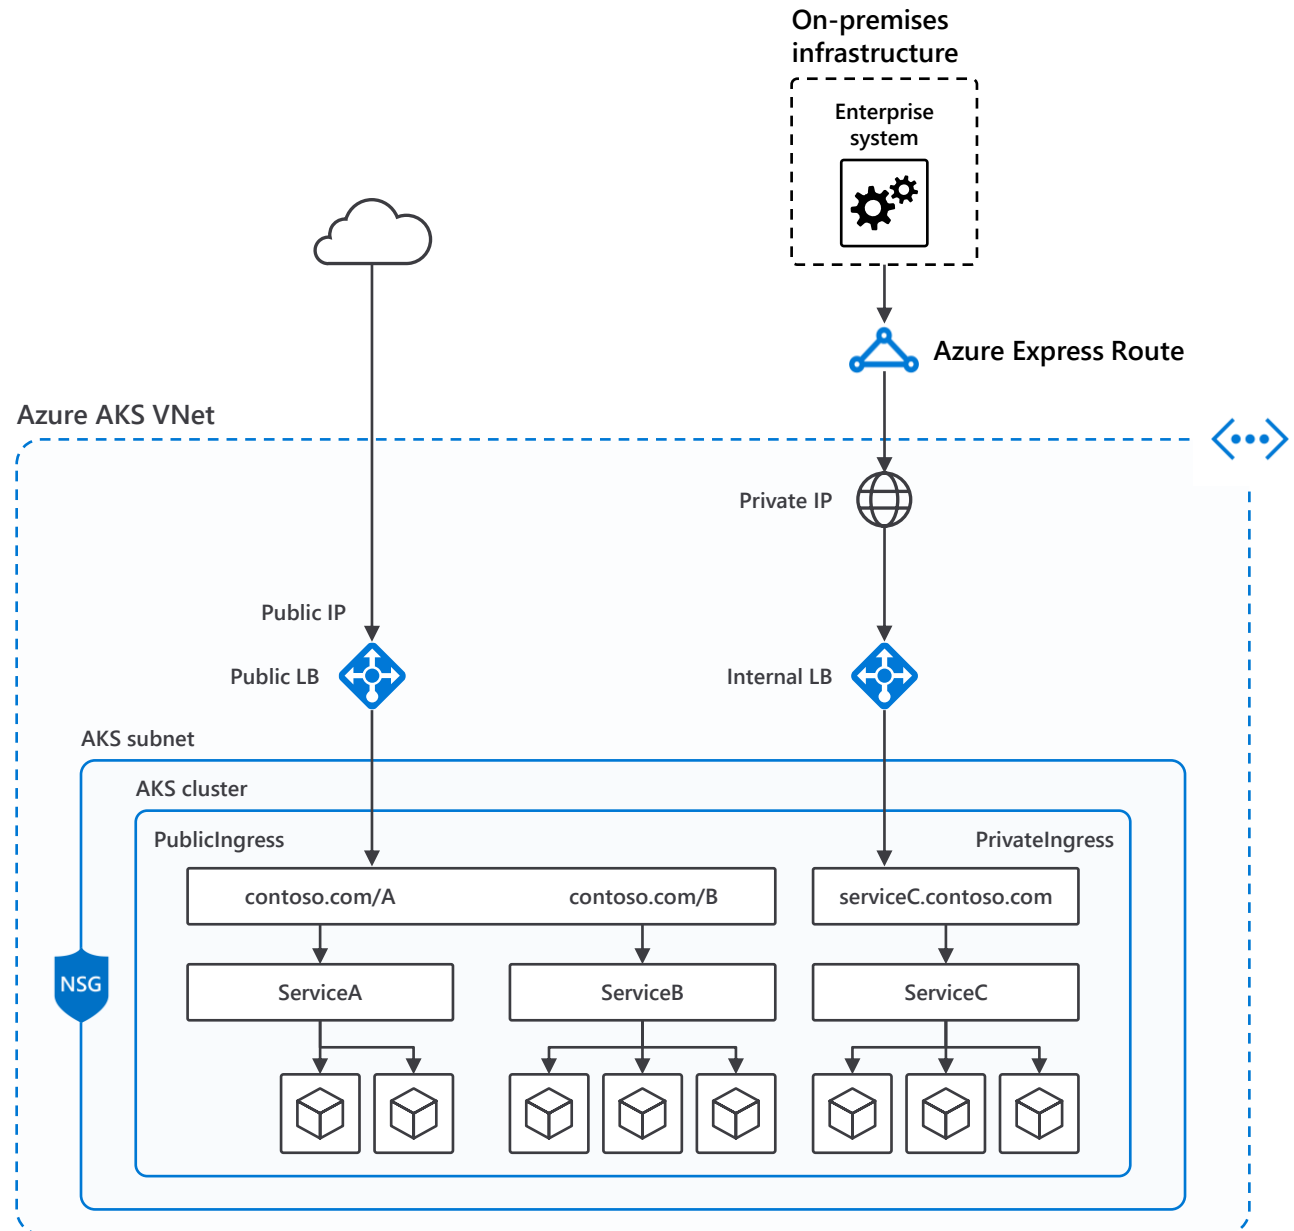 On-premises
infrastructure
Enterprise
system
Azure Express Route
Azure AKS VNet
Private IP
Public IP
Public LB
Internal LB
AKS subnet
AKS cluster
PublicIngress
PrivateIngress
contoso.com/A
contoso.com/B
serviceC.contoso.com
NSG
ServiceA
ServiceB
ServiceC